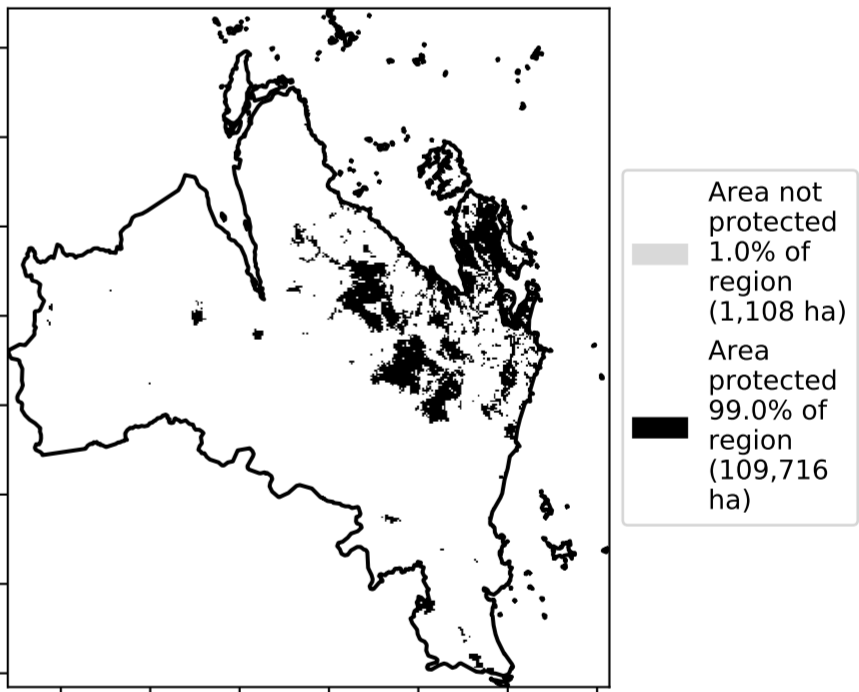 Area not
protected
1.0% of
region
(1,108 ha)
Area
protected
99.0% of
region
(109,716
ha)